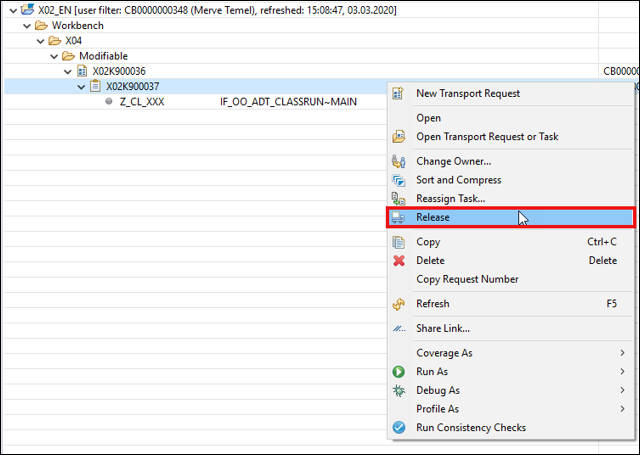 X02_EN [user filter: CB0000000348 (Merve Temel), refreshed: 15:08:47, 03.03.2020]
Workbench
X04
Modifiable
X02K900036 CB0000
X02K900037
Z_CL_XXX IF_OO_ADT_CLASSRUN~MAIN
New Transport Request
Open
Open Transport Request or Task
Change Owner...
Sort and Compress
Reassign Task...
Release
Copy Ctrl+C
Delete Delete
Copy Request Number
Refresh F5
Share Link...
Coverage As
Run As
Debug As
Profile As
Run Consistency Checks